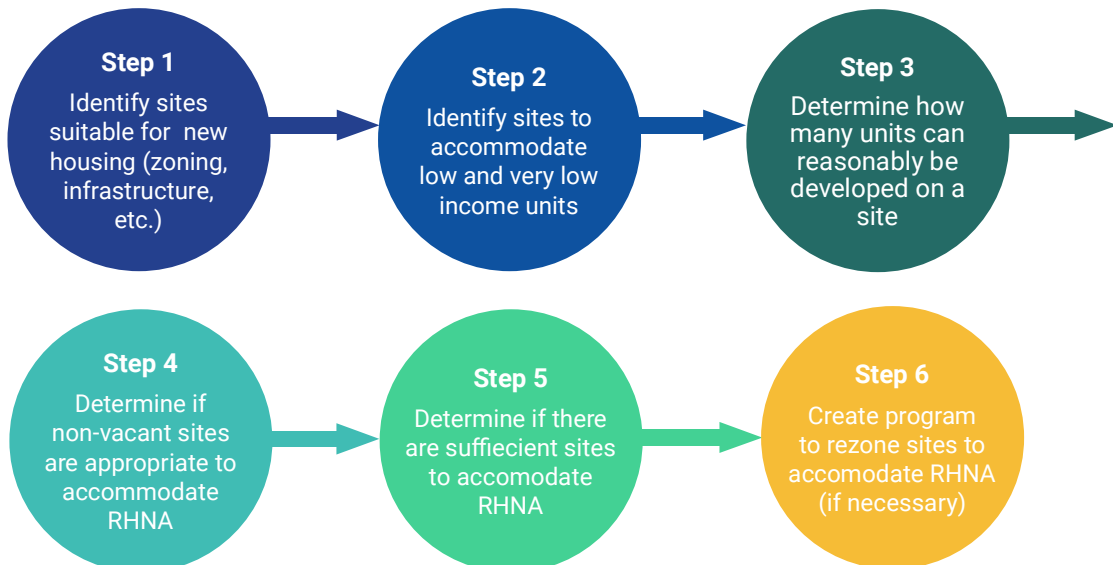 Step 1
Identify sites
suitable for new
housing (zoning,
infrastructure,
etc.)
Step 2
Identify sites to
accommodate
low and very low
income units
Step 3
Determine how
many units can
reasonably be
developed on a
site
Step 4
Determine if
non-vacant sites
are appropriate to
accommodate
RHNA
Step 5
Determine if there
are suffiecient sites
to accomodate
RHNA
Step 6
Create program
to rezone sites to
accomodate RHNA
(if necessary)